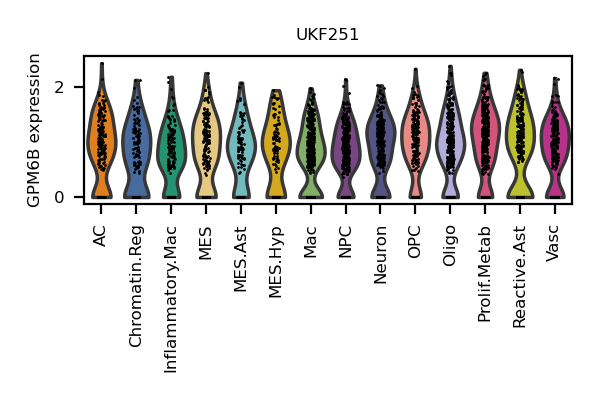 UKF251
GPM6B expression
2
0
AC
Chromatin.Reg
Inflammatory.Mac
MES
MES.Ast
MES.Hyp
Mac
NPC
Neuron
OPC
Oligo
Prolif.Metab
Reactive.Ast
Vasc